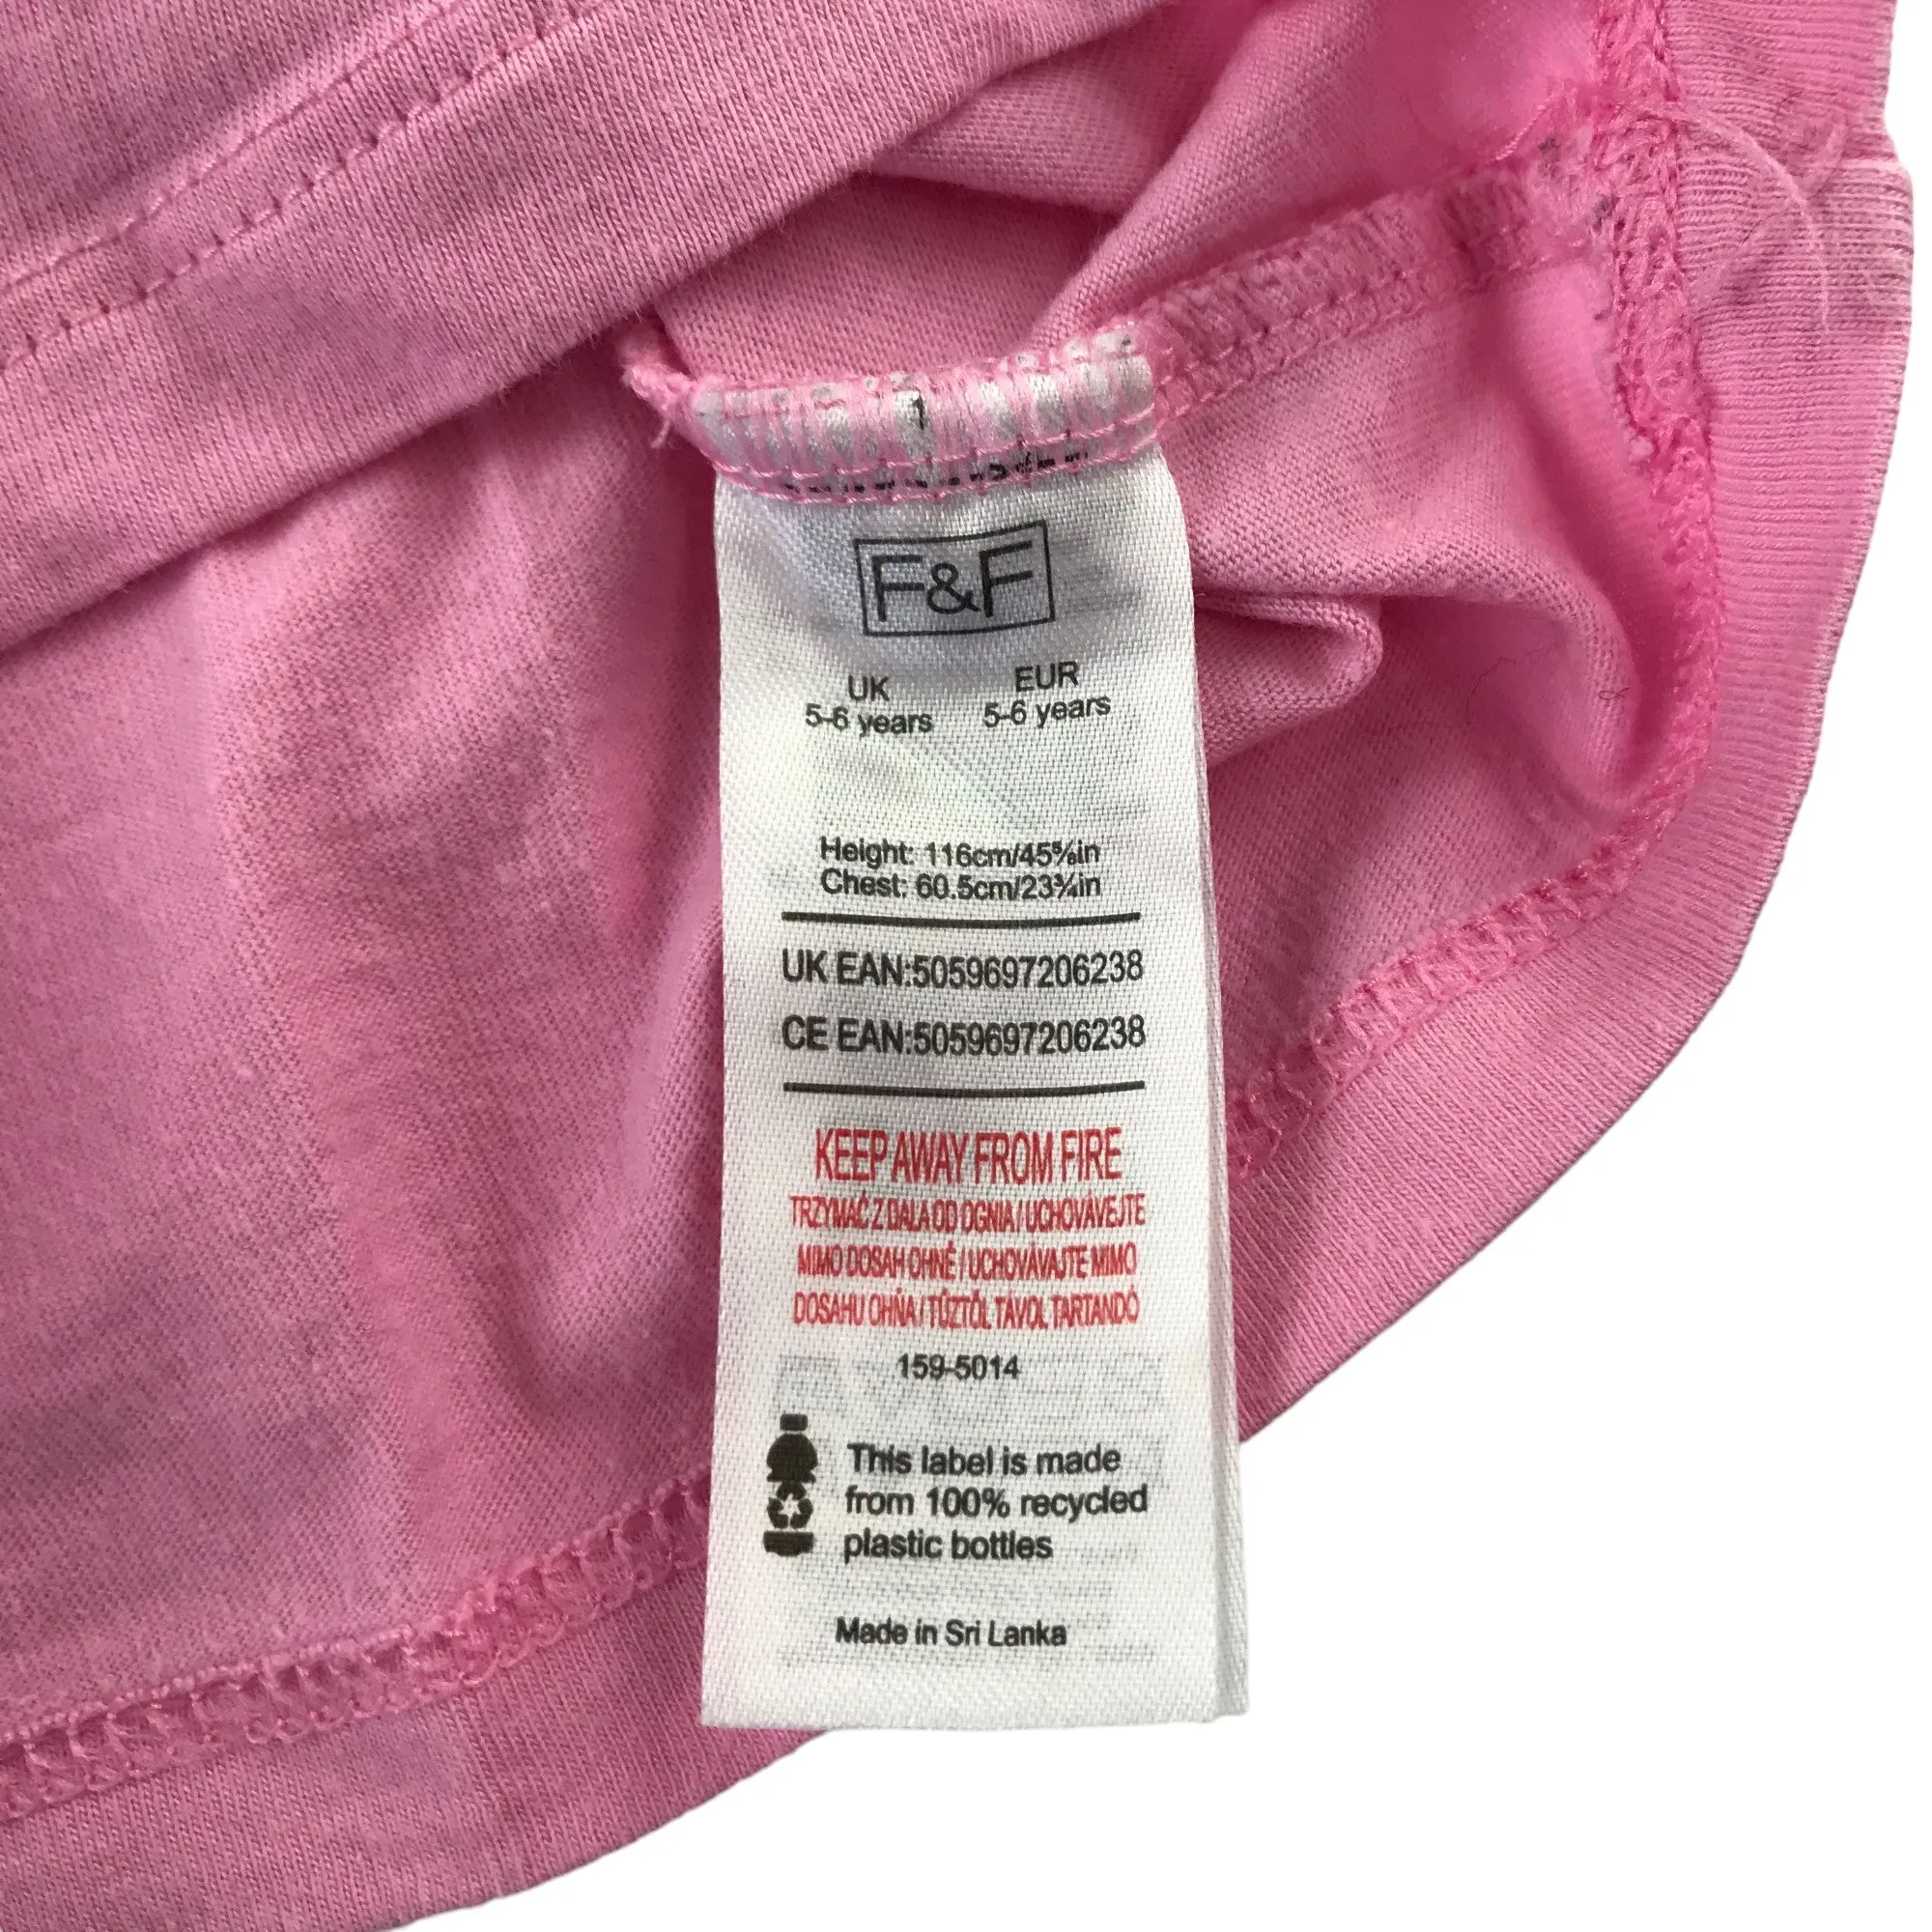 F&F
UK EUR
5-6 years 5-6 years
Height: 116cm/45⅝in
Chest: 60.5cm/23¾in
UK EAN:5059697206238
CE EAN:5059697206238
KEEP AWAY FROM FIRE
TRZYMAĆ Z DALA OD OGNIA / UCHOVÁVEJTE
MIMO DOSAH OHNĚ / UCHOVÁVAJTE MIMO
DOSAHU OHŇA / TŰZTŐL TÁVOL TARTANDÓ
159-5014
This label is made
from 100% recycled
plastic bottles
Made in Sri Lanka